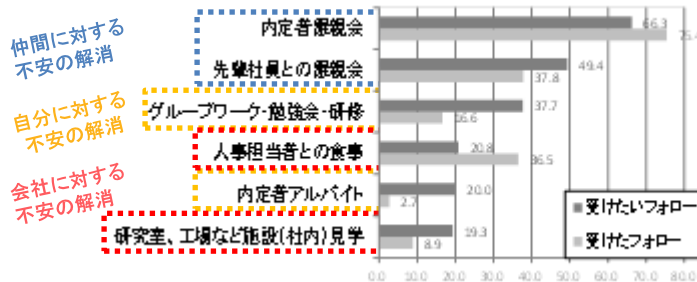 仲間に対する
不安の解消
自分に対する
不安の解消
会社に対する
不安の解消
内定者懇親会
先輩社員との懇親会
グループワーク・勉強会・研修
人事担当者との食事
内定者アルバイト
研究室、工場など施設(社内)見学
66.3
49.4
37.8
37.7
16.6
20.8
36.5
20.0
2.7
19.3
8.9
■受けたいフォロー
■受けたフォロー
0.0 10.0 20.0 30.0 40.0 50.0 60.0 70.0 80.0